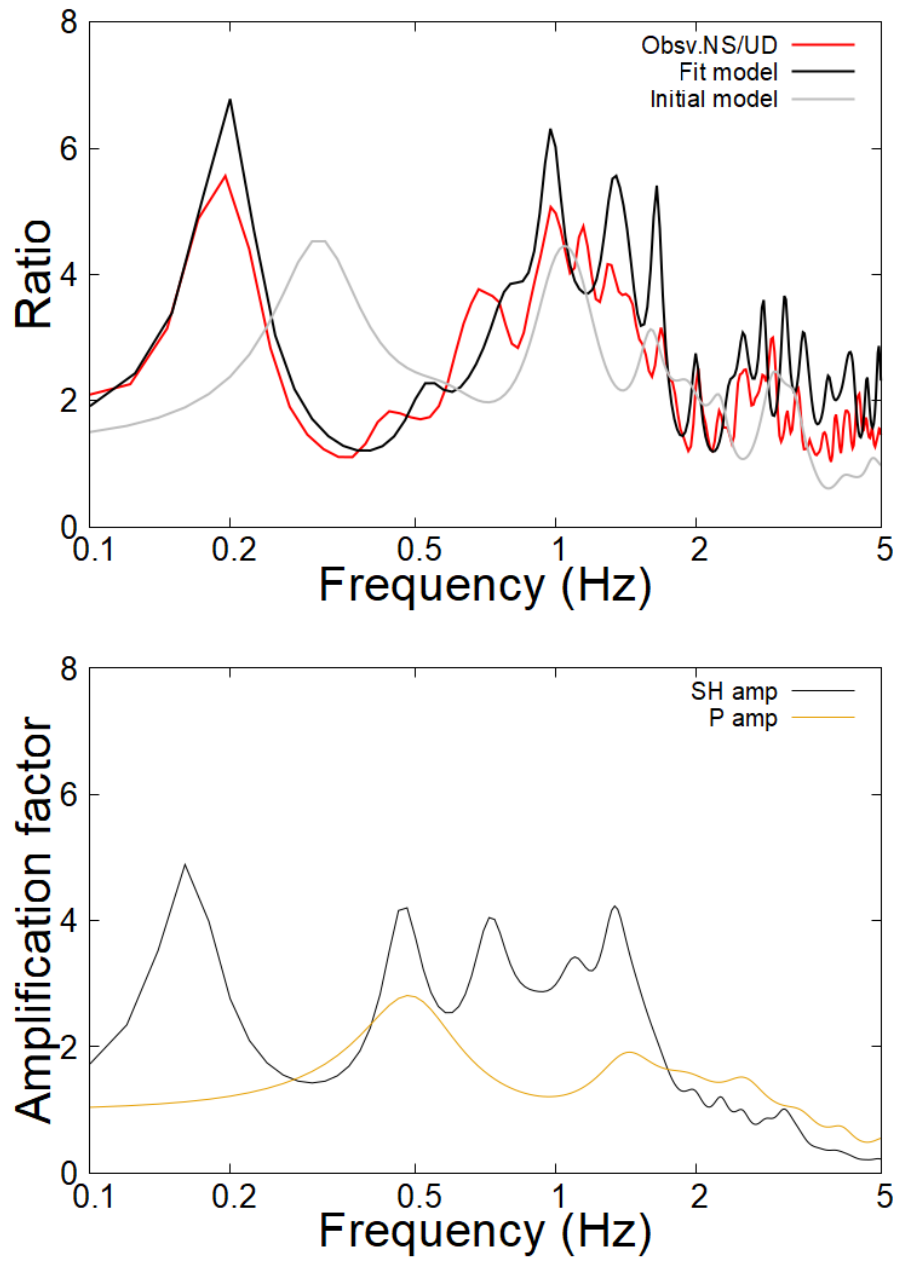 8
6
4
2
0
Ratio
Obsv.NS/UD
Fit model
Initial model
0.1 0.2 0.5 1 2 5
Frequency (Hz)
8
6
4
2
0
Amplification factor
SH amp
P amp
0.1 0.2 0.5 1 2 5
Frequency (Hz)